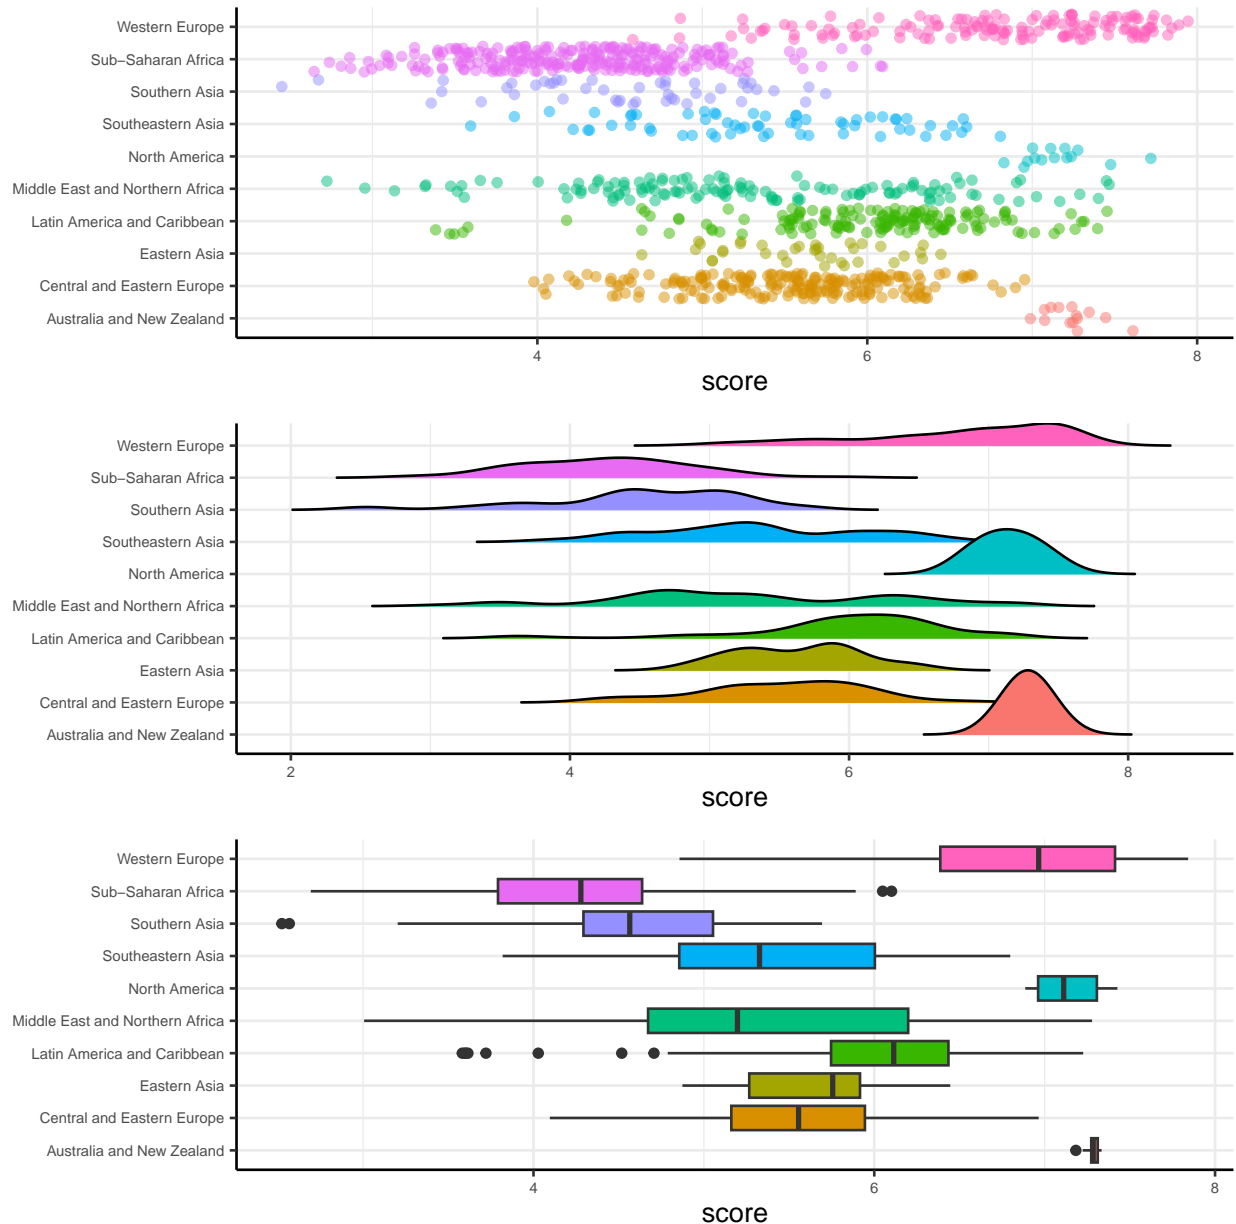 Western Europe
Sub−Saharan Africa
Southern Asia
Southeastern Asia
North America
Middle East and Northern Africa
Latin America and Caribbean
Eastern Asia
Central and Eastern Europe
Australia and New Zealand
4 6 8
score
Western Europe
Sub−Saharan Africa
Southern Asia
Southeastern Asia
North America
Middle East and Northern Africa
Latin America and Caribbean
Eastern Asia
Central and Eastern Europe
Australia and New Zealand
2 4 6 8
score
Western Europe
Sub−Saharan Africa
Southern Asia
Southeastern Asia
North America
Middle East and Northern Africa
Latin America and Caribbean
Eastern Asia
Central and Eastern Europe
Australia and New Zealand
4 6 8
score